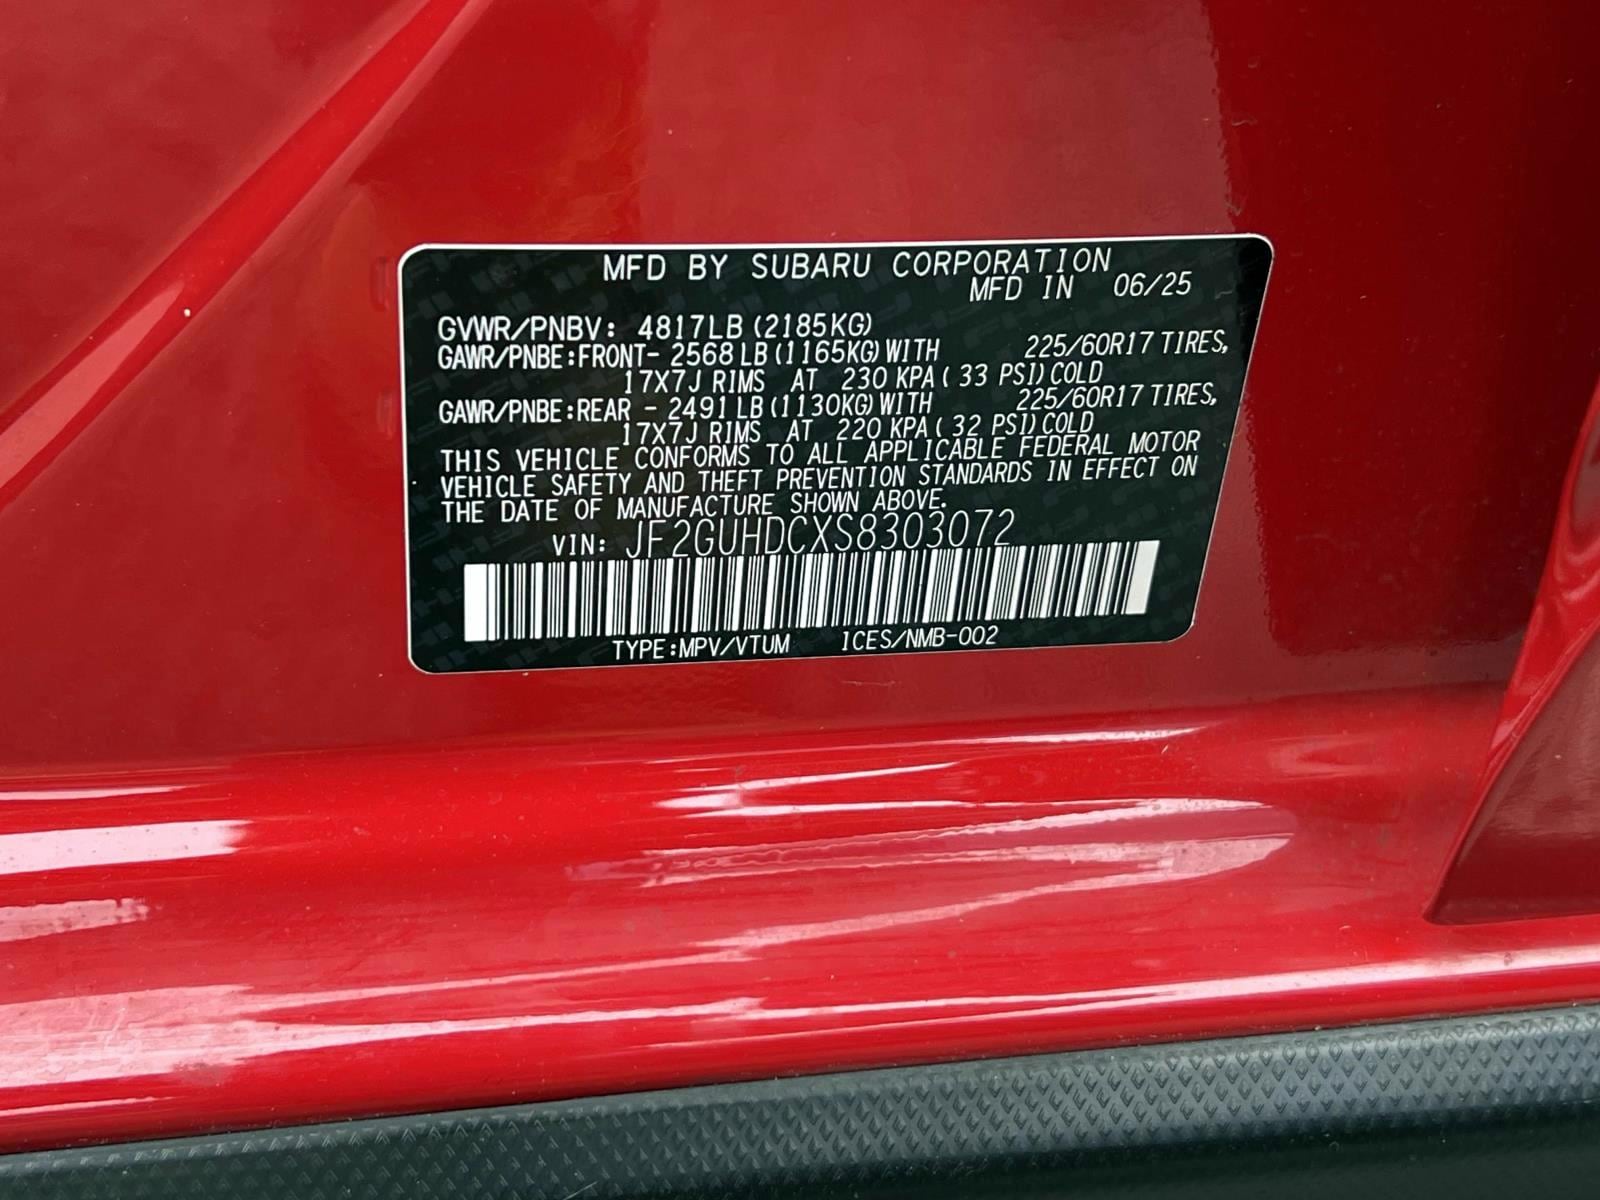 MFD BY SUBARU CORPORATION
MFD IN 06/25
GVWR/PNBV: 4817LB (2185KG)
GAWR/PNBE:FRONT- 2568 LB (1165KG) WITH 225/60R17 TIRES,
17X7J RIMS AT 230 KPA ( 33 PSI) COLD
GAWR/PNBE:REAR - 2491 LB (1130KG) WITH 225/60R17 TIRES,
17X7J RIMS AT 220 KPA ( 32 PSI) COLD
THIS VEHICLE CONFORMS TO ALL APPLICABLE FEDERAL MOTOR
VEHICLE SAFETY AND THEFT PREVENTION STANDARDS IN EFFECT ON
THE DATE OF MANUFACTURE SHOWN ABOVE.
VIN: JF2GUHDCXS8303072
TYPE:MPV/VTUM ICES/NMB-002